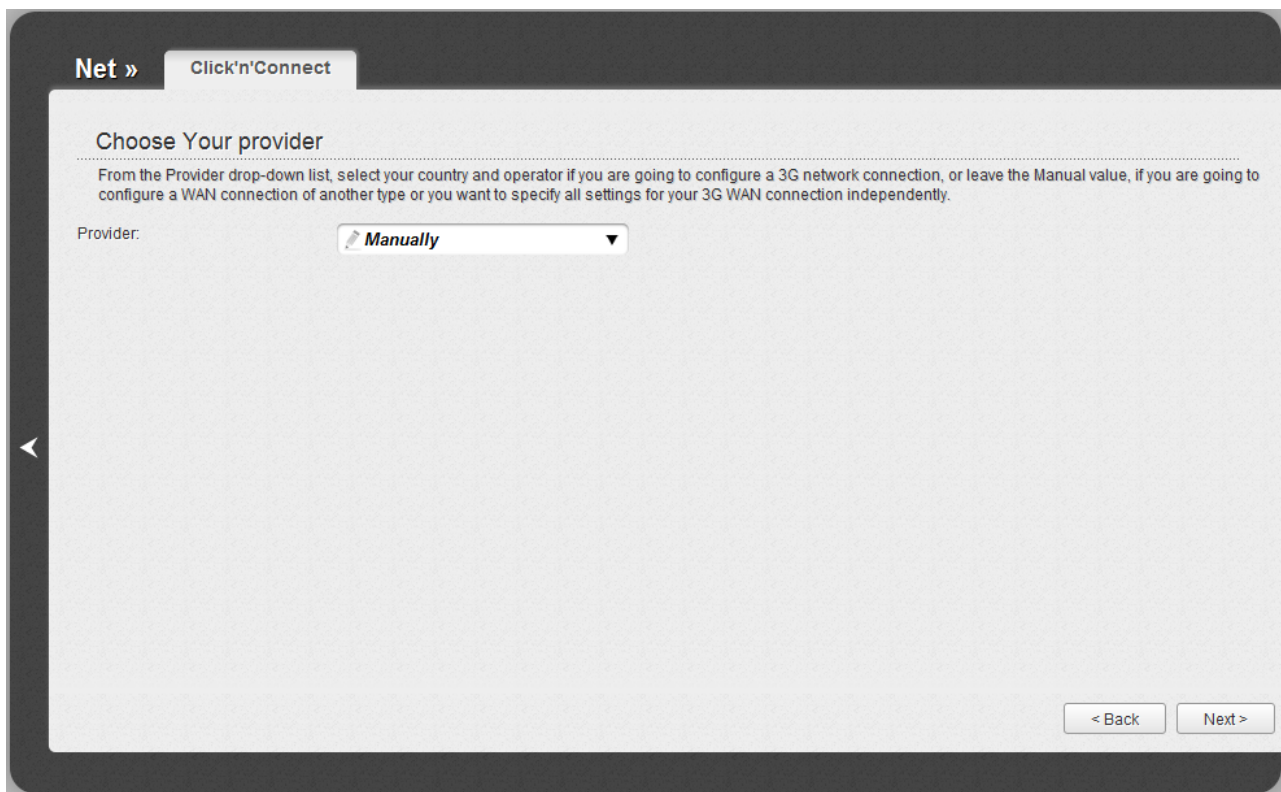 Net »
Click'n'Connect
Choose Your provider
From the Provider drop-down list, select your country and operator if you are going to configure a 3G network connection, or leave the Manual value, if you are going to
configure a WAN connection of another type or you want to specify all settings for your 3G WAN connection independently.
Provider:
Manually
< Back
Next >